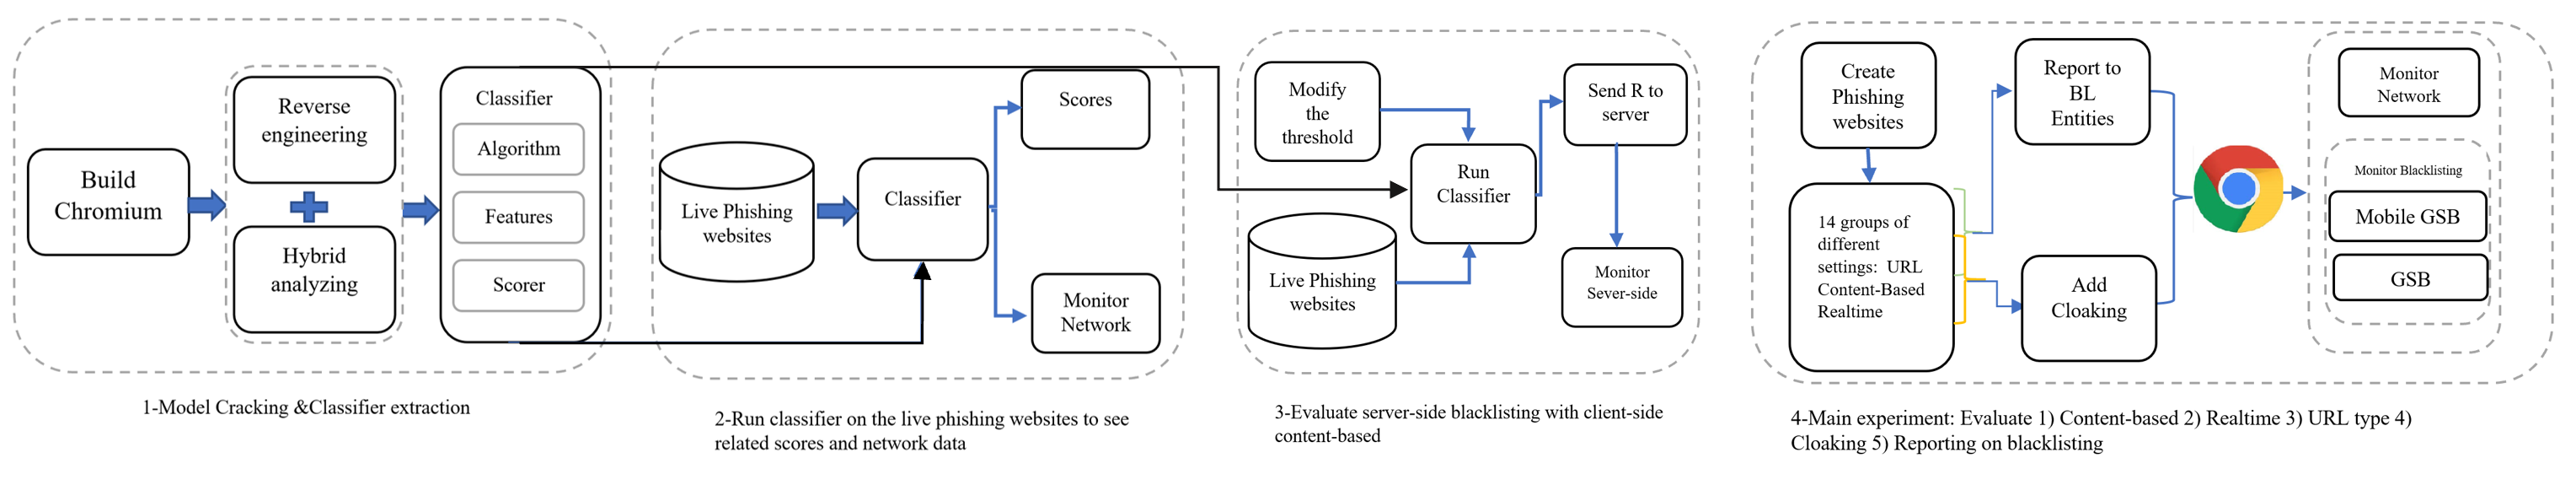 Build
Chromium
Reverse
engineering
Hybrid
analyzing
Classifier
Algorithm
Features
Scorer
1-Model Cracking &Classifier extraction
Live Phishing
websites
Classifier
Scores
Monitor
Network
2-Run classifier on the live phishing websites to see
related scores and network data
Modify
the
threshold
Live Phishing
websites
Run
Classifier
Send R to
server
Monitor
Sever-side
3-Evaluate server-side blacklisting with client-side
content-based
Create
Phishing
websites
14 groups of
different
settings: URL
Content-Based
Realtime
Report to
BL
Entities
Add
Cloaking
Monitor
Network
Monitor Blacklisting
Mobile GSB
GSB
4-Main experiment: Evaluate 1) Content-based 2) Realtime 3) URL type 4)
Cloaking 5) Reporting on blacklisting